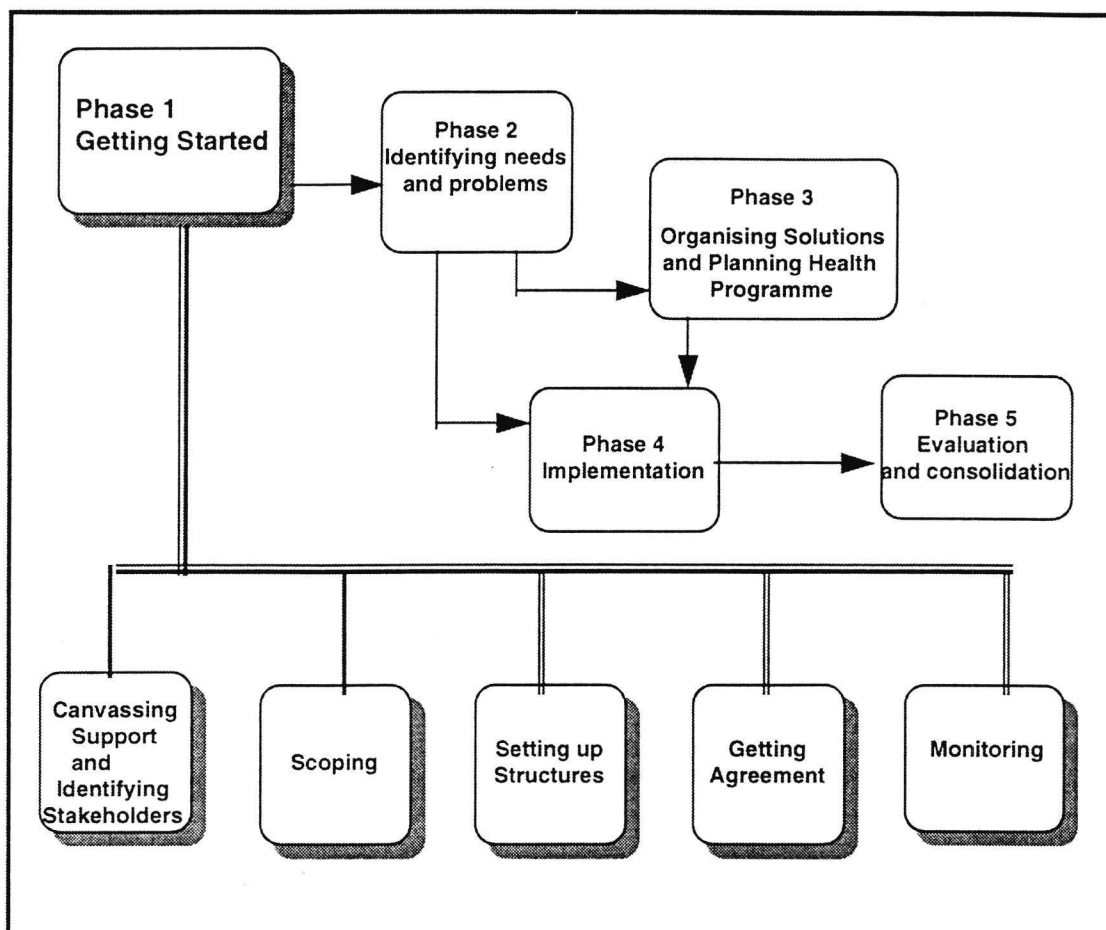 Phase 1
Getting Started
Phase 2
Identifying needs
and problems
Phase 3
Organising Solutions
and Planning Health
Programme
Phase 4
Implementation
Phase 5
Evaluation
and consolidation
Canvassing
Support
and
Identifying
Stakeholders
Scoping
Setting up
Structures
Getting
Agreement
Monitoring